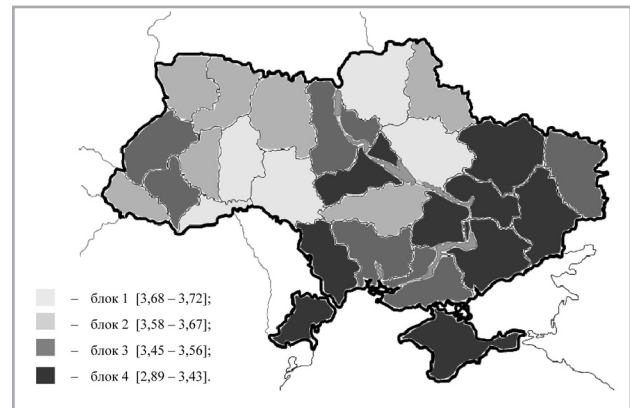 – блок 1 [3,68 – 3,72];
– блок 2 [3,58 – 3,67];
– блок 3 [3,45 – 3,56];
– блок 4 [2,89 – 3,43].